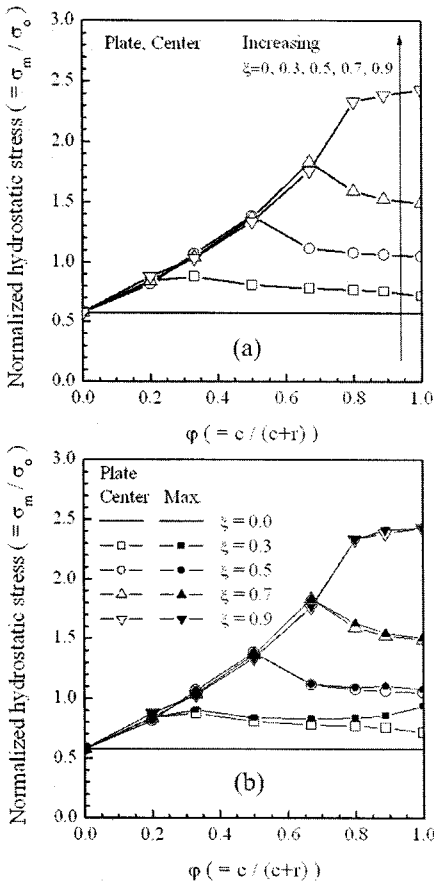 Normalized hydrostatic stress ( = σm / σo )
3.0
2.5
2.0
1.5
1.0
0.5
0.0
Plate, Center
Increasing
ξ=0, 0.3, 0.5, 0.7, 0.9
(a)
0.0 0.2 0.4 0.6 0.8 1.0
φ ( = c / (c+r) )
Normalized hydrostatic stress ( = σm / σo )
3.0
2.5
2.0
1.5
1.0
0.5
0.0
Plate
Center Max.
ξ = 0.0
ξ = 0.3
ξ = 0.5
ξ = 0.7
ξ = 0.9
(b)
0.0 0.2 0.4 0.6 0.8 1.0
φ ( = c / (c+r) )